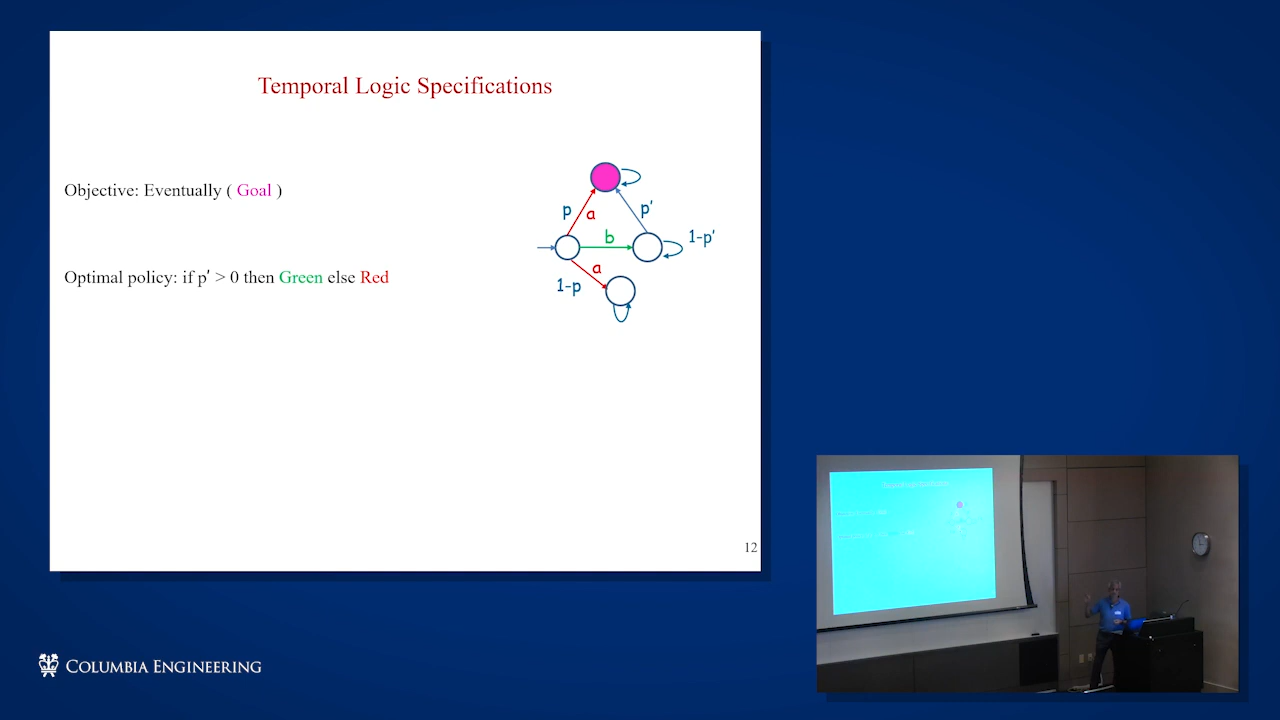 Temporal Logic Specifications
Objective: Eventually ( Goal )
Optimal policy: if p′ > 0 then Green else Red
p
a
p′
b
1-p′
a
1-p
12
COLUMBIA ENGINEERING